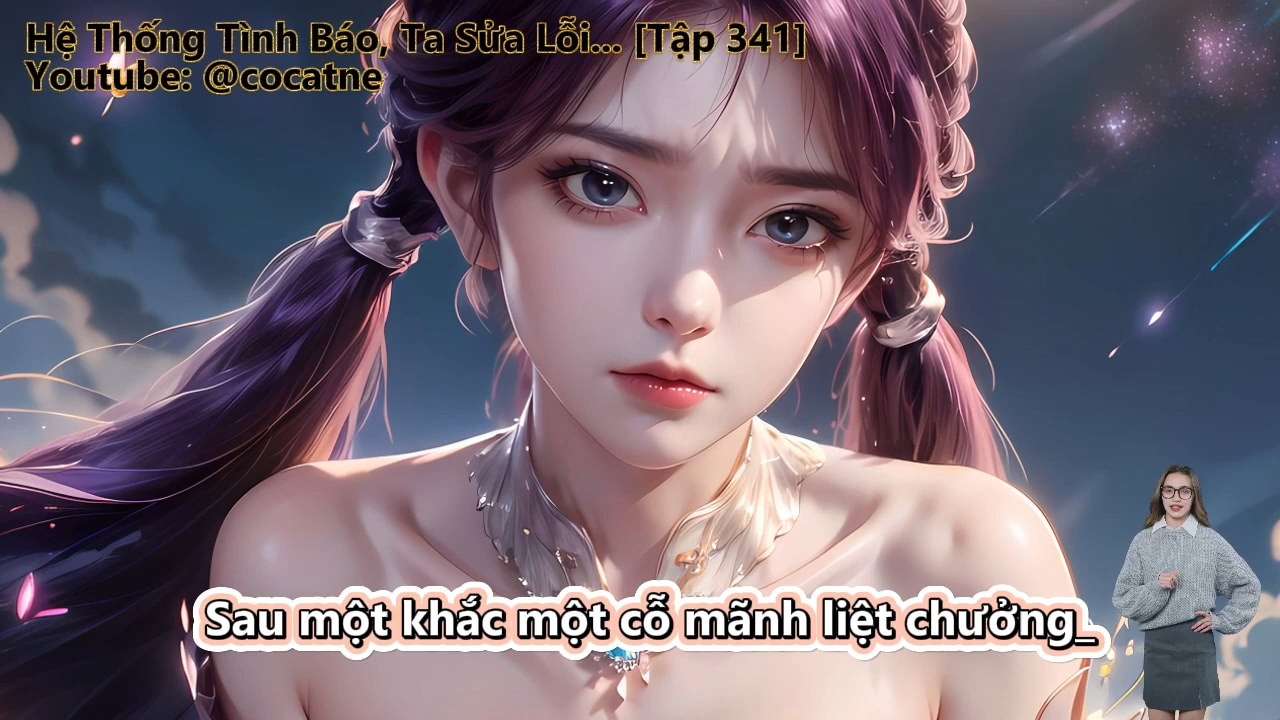 Hệ Thống Tình Báo, Ta Sửa Lỗi... [Tập 341]
Youtube: @cocatne
Sau một khắc một cỗ mãnh liệt chưởng_